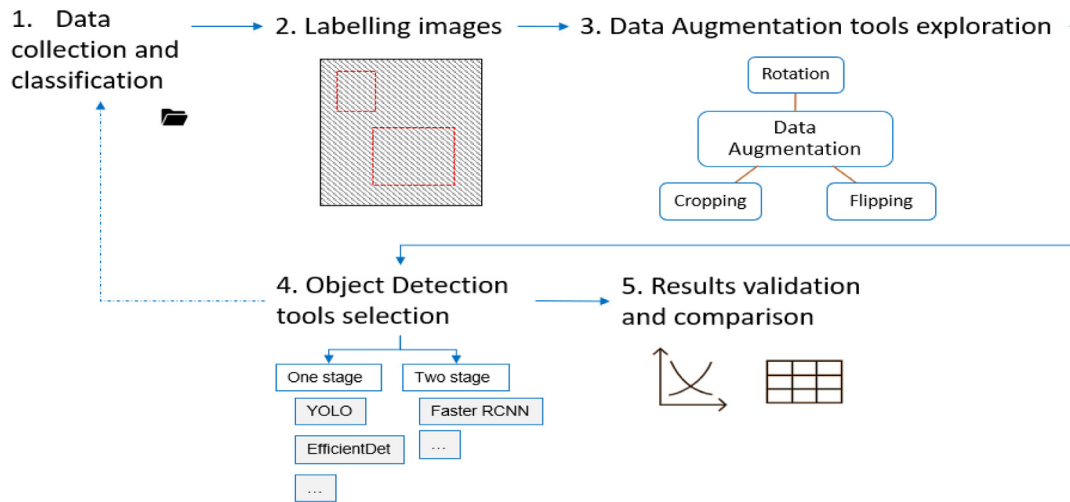 1. Data
collection and
classification
2. Labelling images
3. Data Augmentation tools exploration
Rotation
Data
Augmentation
Cropping
Flipping
4. Object Detection
tools selection
5. Results validation
and comparison
One stage
Two stage
YOLO
Faster RCNN
EfficientDet
...
...